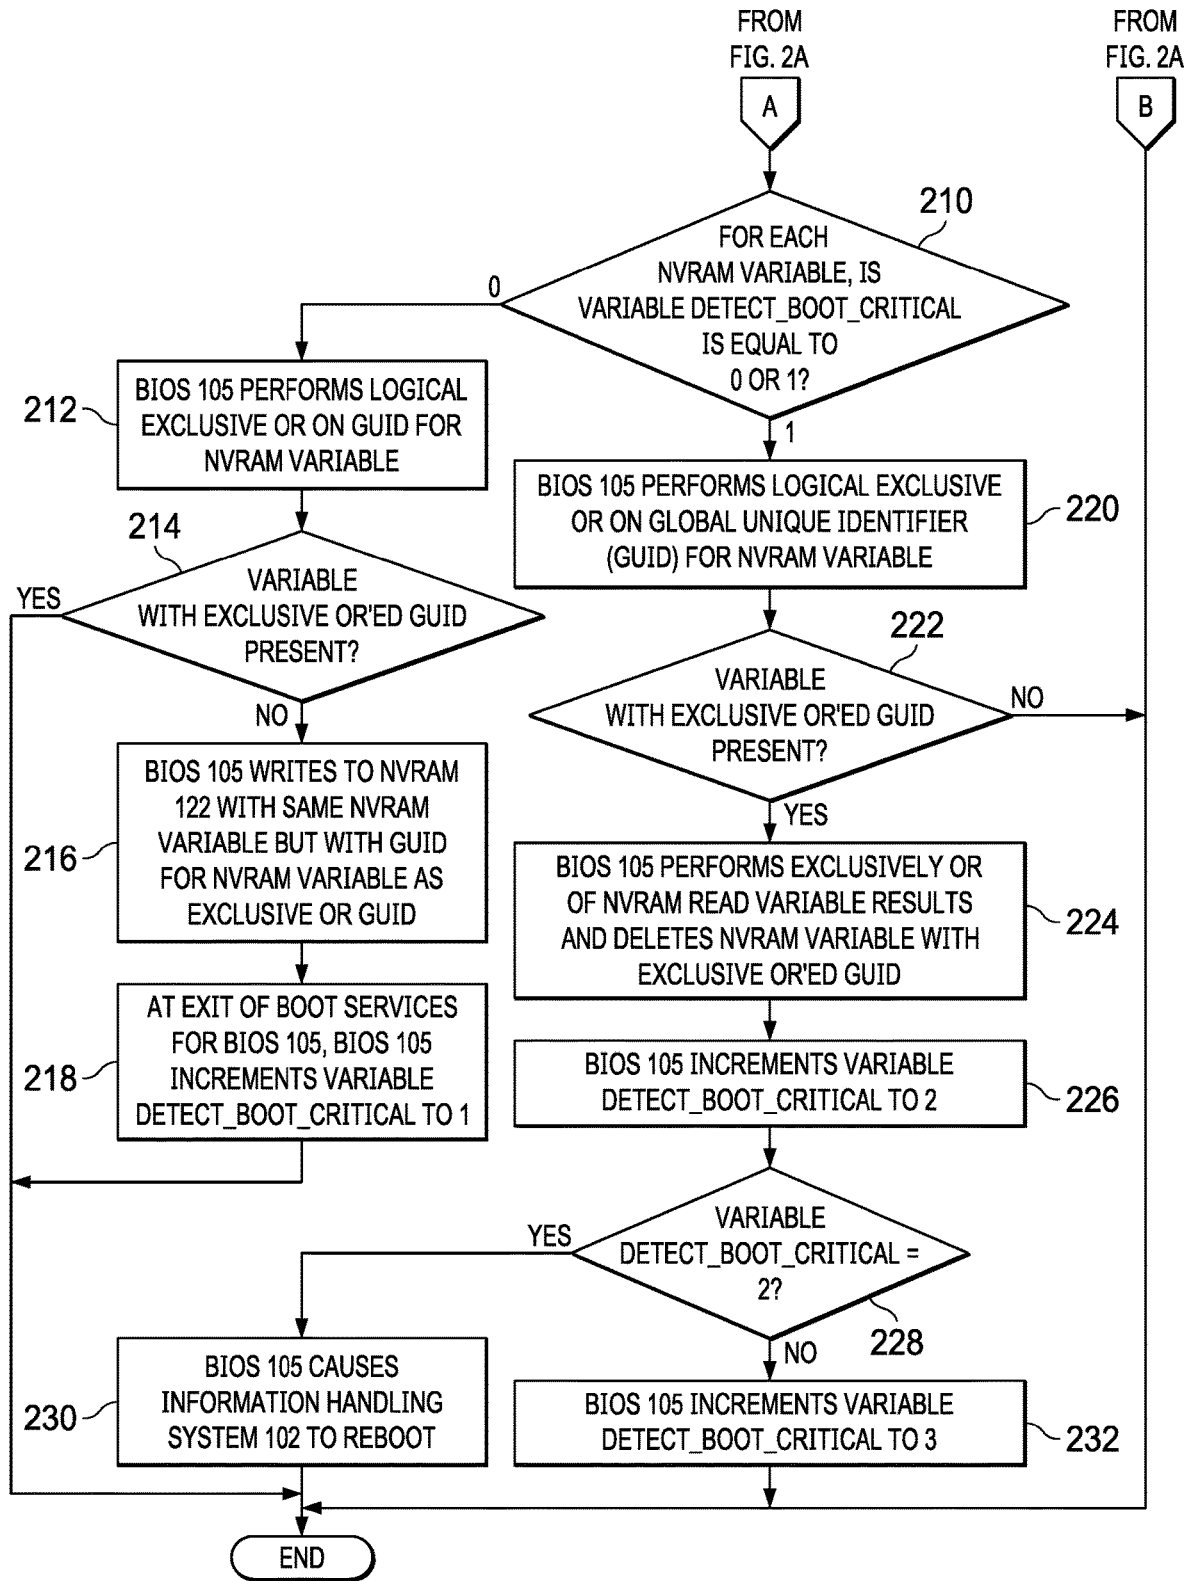 FROM
FIG. 2A
A
FROM
FIG. 2A
B
210
FOR EACH
NVRAM VARIABLE, IS
VARIABLE DETECT_BOOT_CRITICAL
IS EQUAL TO
0 OR 1?
0
1
212
BIOS 105 PERFORMS LOGICAL
EXCLUSIVE OR ON GUID FOR
NVRAM VARIABLE
214
VARIABLE
WITH EXCLUSIVE OR'ED GUID
PRESENT?
YES
NO
216
BIOS 105 WRITES TO NVRAM
122 WITH SAME NVRAM
VARIABLE BUT WITH GUID
FOR NVRAM VARIABLE AS
EXCLUSIVE OR GUID
218
AT EXIT OF BOOT SERVICES
FOR BIOS 105, BIOS 105
INCREMENTS VARIABLE
DETECT_BOOT_CRITICAL TO 1
BIOS 105 PERFORMS LOGICAL EXCLUSIVE
OR ON GLOBAL UNIQUE IDENTIFIER
(GUID) FOR NVRAM VARIABLE
220
222
VARIABLE
WITH EXCLUSIVE OR'ED GUID
PRESENT?
NO
YES
BIOS 105 PERFORMS EXCLUSIVELY OR
OF NVRAM READ VARIABLE RESULTS
AND DELETES NVRAM VARIABLE WITH
EXCLUSIVE OR'ED GUID
224
BIOS 105 INCREMENTS VARIABLE
DETECT_BOOT_CRITICAL TO 2
226
VARIABLE
DETECT_BOOT_CRITICAL =
2?
228
YES
NO
230
BIOS 105 CAUSES
INFORMATION HANDLING
SYSTEM 102 TO REBOOT
BIOS 105 INCREMENTS VARIABLE
DETECT_BOOT_CRITICAL TO 3
232
END